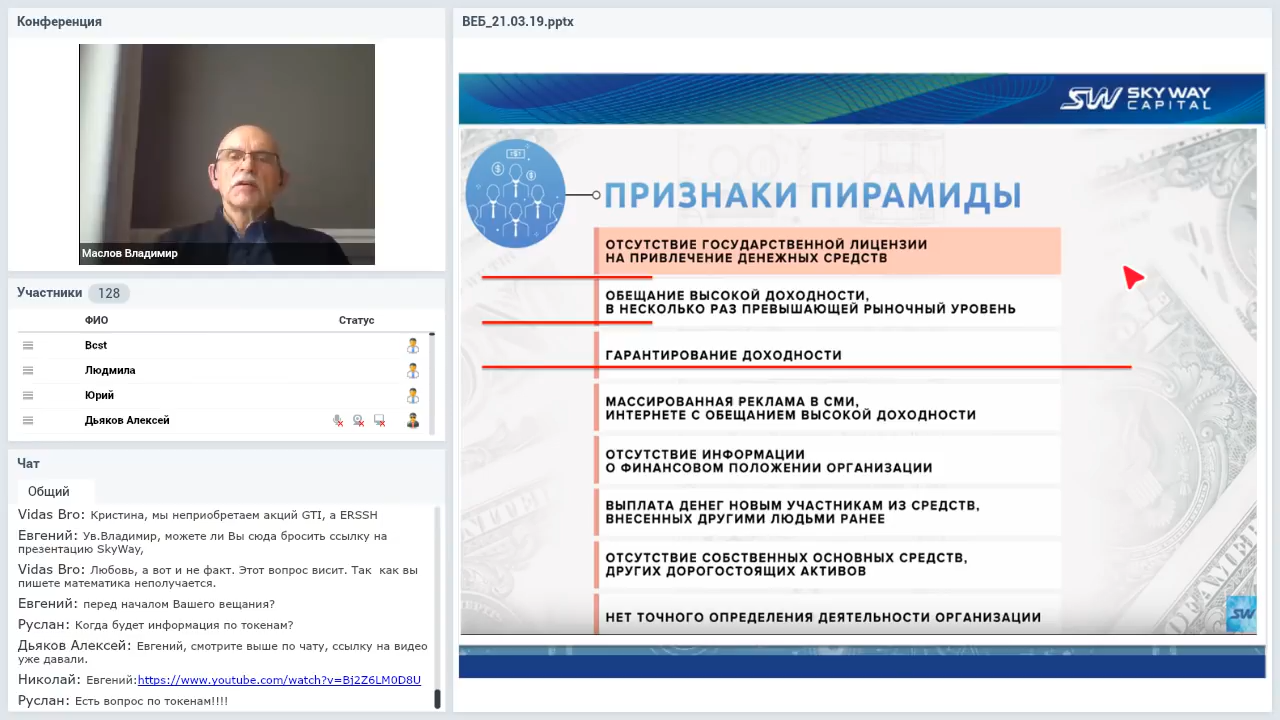 Конференция
Маслов Владимир
Участники 128
ФИО Статус
Bcst
Людмила
Юрий
Дьяков Алексей
Чат
Общий
Vidas Bro: Кристина, мы неприобретаем акций GTI, а ERSSH
Евгений: Ув.Владимир, можете ли Вы сюда бросить ссылку на
презентацию SkyWay,
Vidas Bro: Любовь, а вот и не факт. Этот вопрос висит. Так как вы
пишете математика неполучается.
Евгений: перед началом Вашего вещания?
Руслан: Когда будет информация по токенам?
Дьяков Алексей: Евгений, смотрите выше по чату, ссылку на видео
уже давали.
Николай: Евгений:https://www.youtube.com/watch?v=Bj2Z6LM0D8U
Руслан: Есть вопрос по токенам!!!!
ВЕБ_21.03.19.pptx
SW SKY WAY
CAPITAL
ПРИЗНАКИ ПИРАМИДЫ
ОТСУТСТВИЕ ГОСУДАРСТВЕННОЙ ЛИЦЕНЗИИ
НА ПРИВЛЕЧЕНИЕ ДЕНЕЖНЫХ СРЕДСТВ
ОБЕЩАНИЕ ВЫСОКОЙ ДОХОДНОСТИ,
В НЕСКОЛЬКО РАЗ ПРЕВЫШАЮЩЕЙ РЫНОЧНЫЙ УРОВЕНЬ
ГАРАНТИРОВАНИЕ ДОХОДНОСТИ
МАССИРОВАННАЯ РЕКЛАМА В СМИ,
ИНТЕРНЕТЕ С ОБЕЩАНИЕМ ВЫСОКОЙ ДОХОДНОСТИ
ОТСУТСТВИЕ ИНФОРМАЦИИ
О ФИНАНСОВОМ ПОЛОЖЕНИИ ОРГАНИЗАЦИИ
ВЫПЛАТА ДЕНЕГ НОВЫМ УЧАСТНИКАМ ИЗ СРЕДСТВ,
ВНЕСЕННЫХ ДРУГИМИ ЛЮДЬМИ РАНЕЕ
ОТСУТСТВИЕ СОБСТВЕННЫХ ОСНОВНЫХ СРЕДСТВ,
ДРУГИХ ДОРОГОСТОЯЩИХ АКТИВОВ
НЕТ ТОЧНОГО ОПРЕДЕЛЕНИЯ ДЕЯТЕЛЬНОСТИ ОРГАНИЗАЦИИ
SW